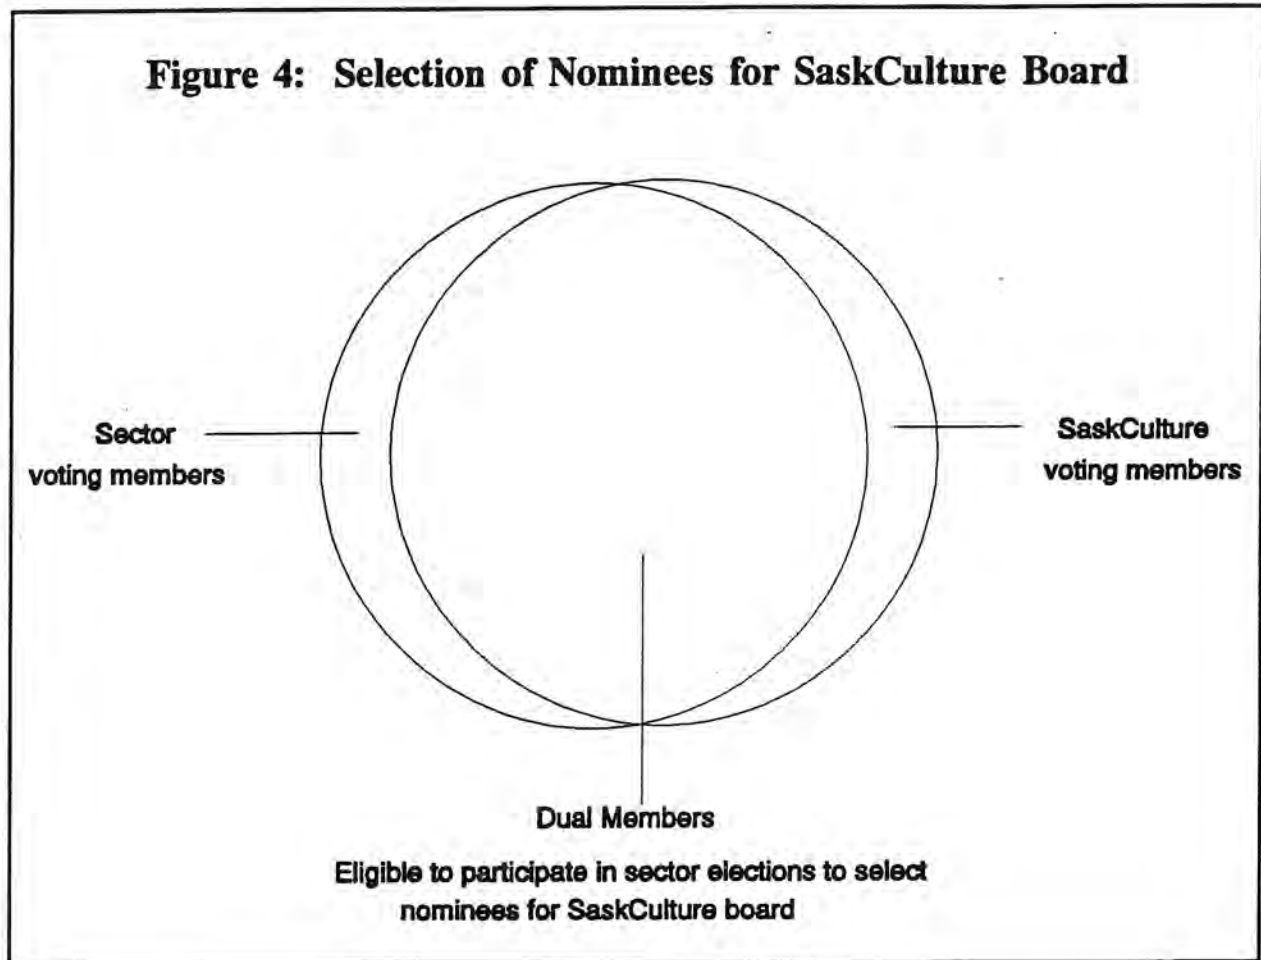 Figure 4: Selection of Nominees for SaskCulture Board
Sector
voting members
SaskCulture
voting members
Dual Members
Eligible to participate in sector elections to select
nominees for SaskCulture board